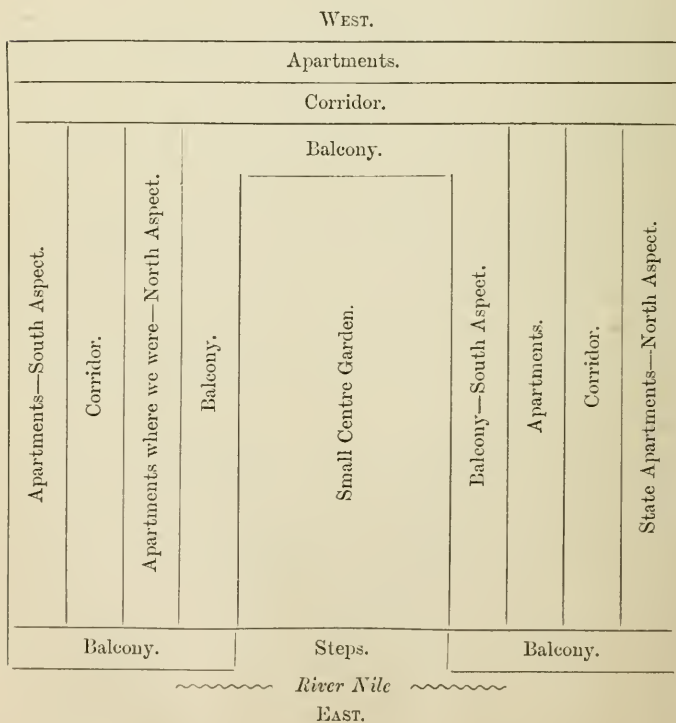 WEST.
Apartments.
Corridor.
Balcony.
Apartments—South Aspect.
Corridor.
Apartments where we were—North Aspect.
Balcony.
Small Centre Garden.
Balcony—South Aspect.
Apartments.
Corridor.
State Apartments—North Aspect.
Balcony.
Steps.
Balcony.
River Nile
EAST.